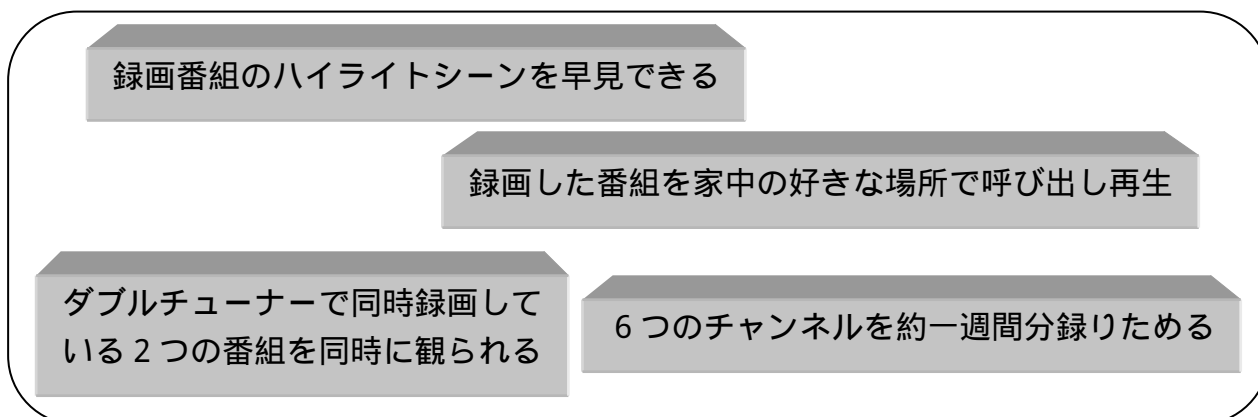 録画番組のハイライトシーンを早見できる
録画した番組を家中の好きな場所で呼び出し再生
ダブルチューナーで同時録画して
いる2つの番組を同時に観られる
6つのチャンネルを約一週間分録りためる